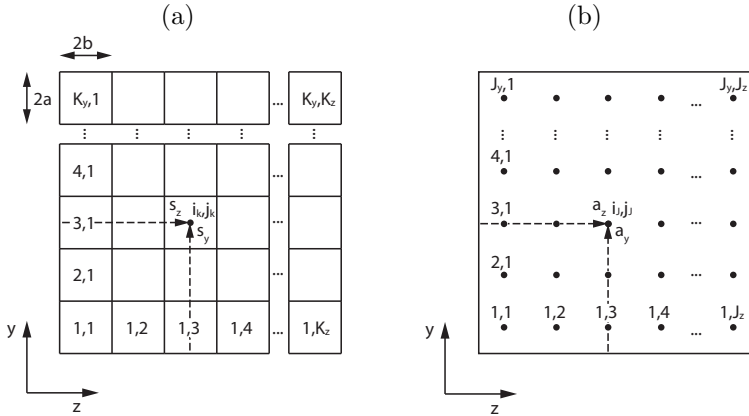 (a)
2b
2a
K_y,1 ... K_y,K_z
... ... ... ... ...
4,1 ...
s_z i_k,j_k
3,1 s_y
2,1 ...
1,1 1,2 1,3 1,4 ... 1,K_z
y
z
(b)
J_y,1 J_y,J_z
...
... ... ... ... ...
4,1
...
3,1 a_z i_J,j_J
a_y ...
2,1
...
1,1 1,2 1,3 1,4 1,J_z
...
y
z